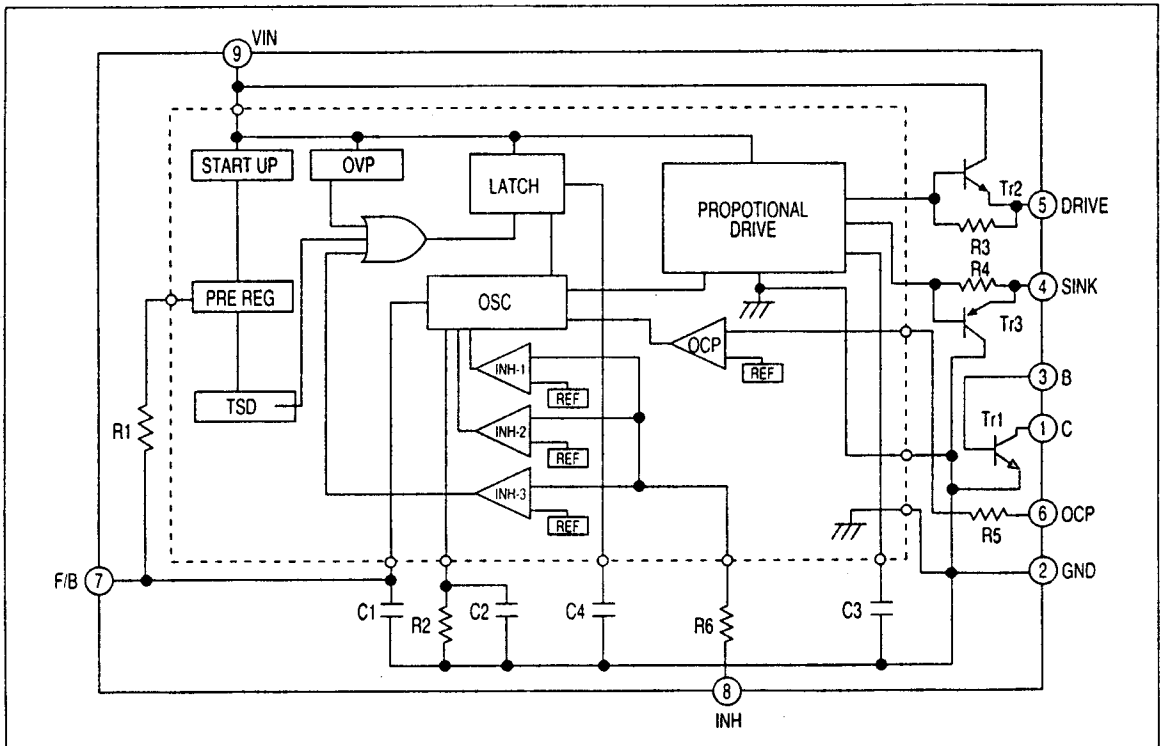 VIN
9
START UP
OVP
LATCH
PROPOTIONAL
DRIVE
Tr2
5 DRIVE
R3
R4
4 SINK
Tr3
PRE REG
OSC
OCP
REF
3 B
Tr1
1 C
INH-1
REF
TSD
R1
INH-2
REF
INH-3
REF
6 OCP
R5
F/B 7
2 GND
C1
R2
C2
C4
R6
C3
8
INH